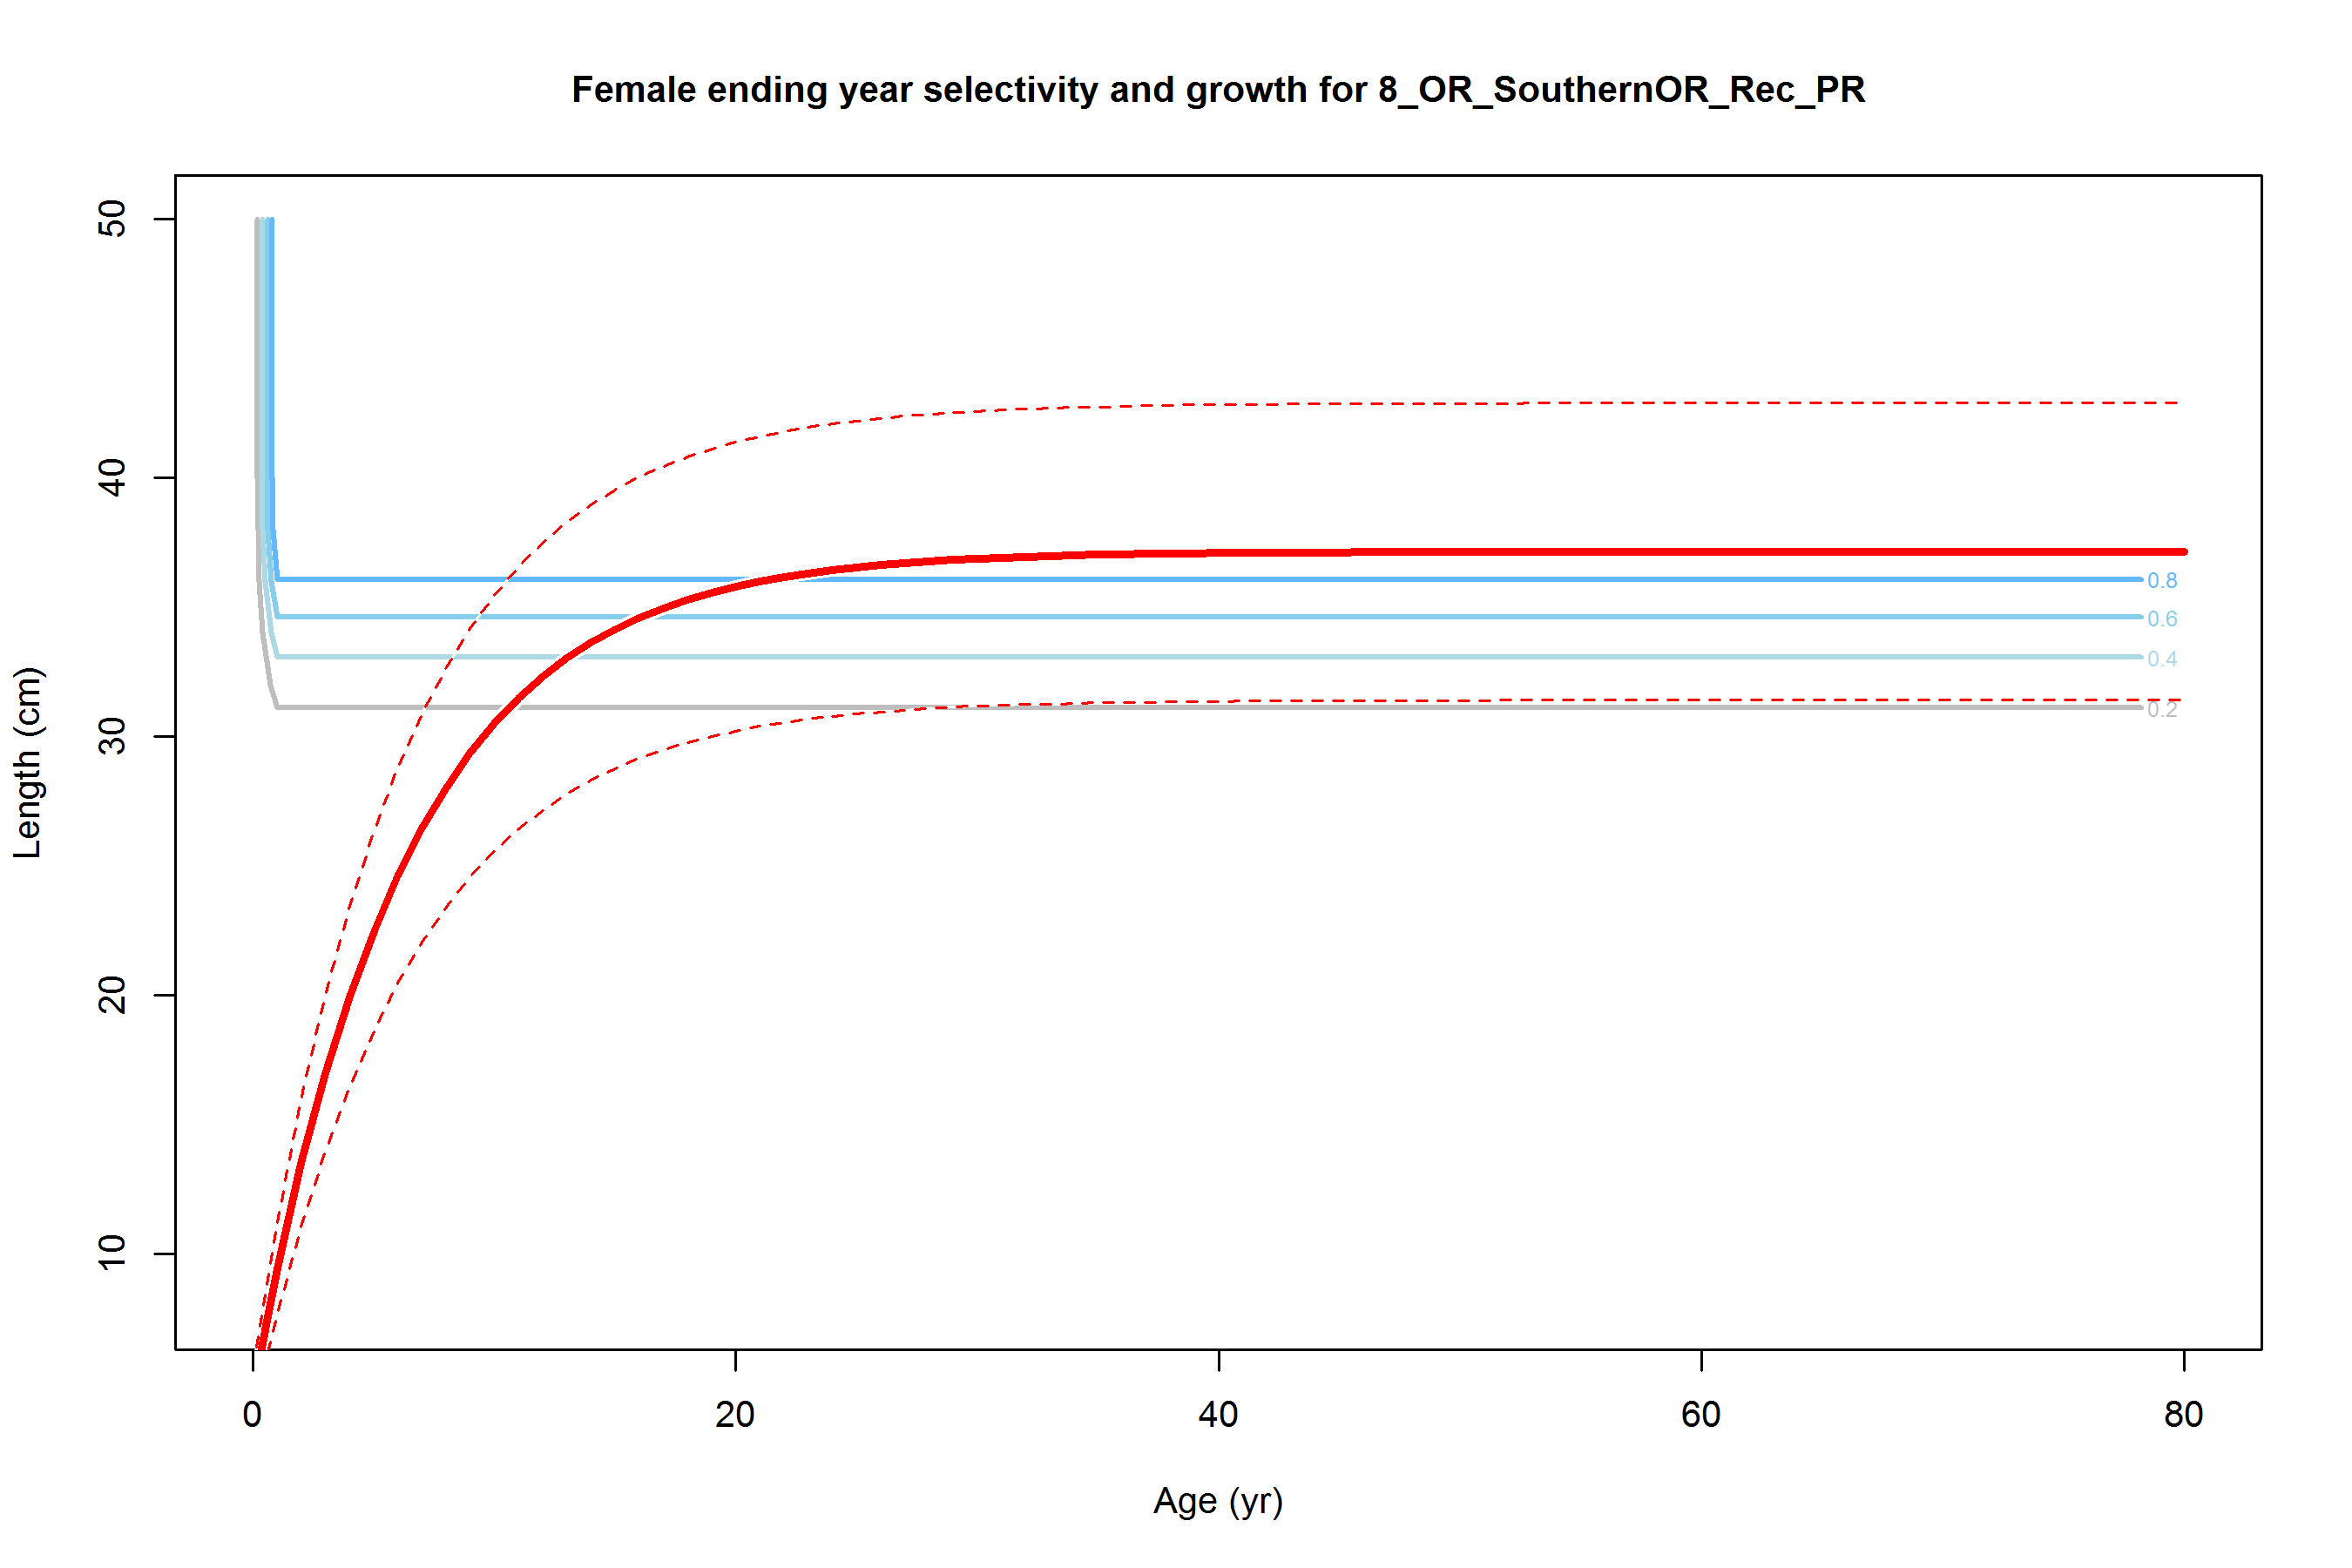 Female ending year selectivity and growth for 8_OR_SouthernOR_Rec_PR
50
40
30
20
10
Length (cm)
0.8
0.6
0.4
0.2
0 20 40 60 80
Age (yr)